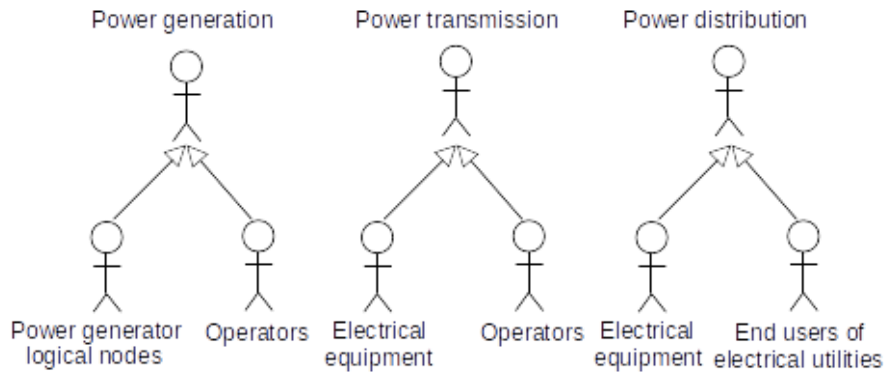 Power generation
Power transmission
Power distribution
Power generator
logical nodes
Operators
Electrical
equipment
Operators
Electrical
equipment
End users of
electrical utilities